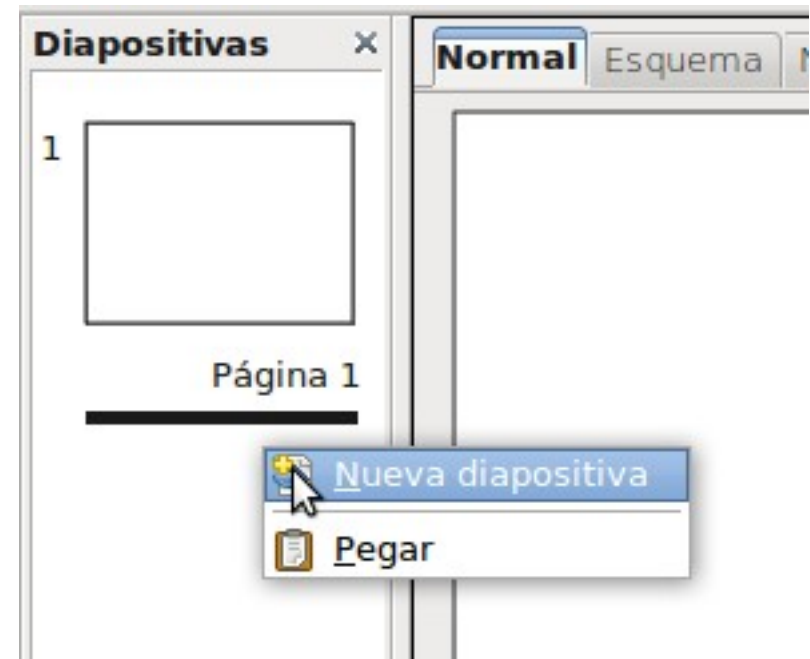 Diapositivas
Normal Esquema
1
Página 1
Nueva diapositiva
Pegar